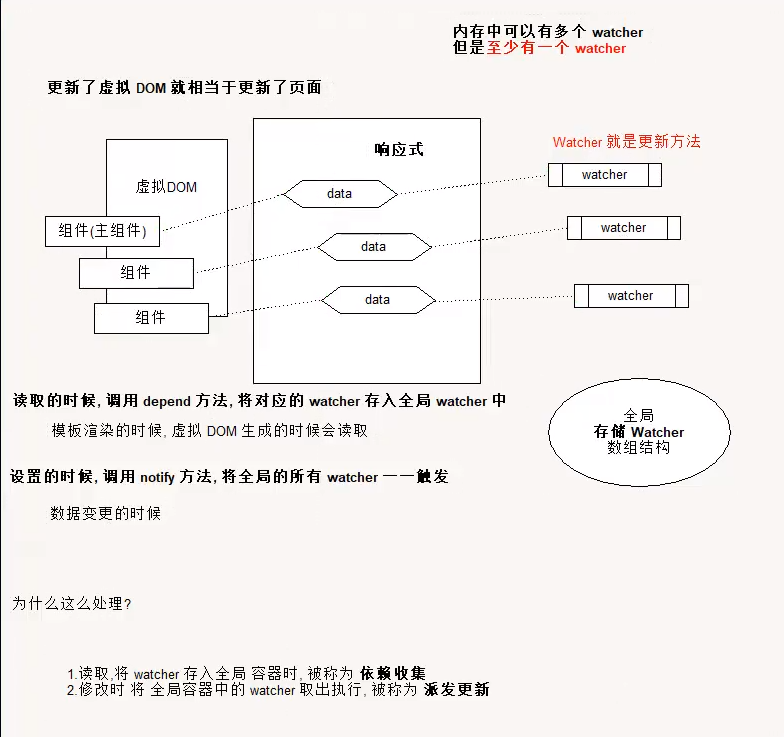 内存中可以有多个 watcher
但是至少有一个 watcher
更新了虚拟 DOM 就相当于更新了页面
响应式
Watcher 就是更新方法
虚拟DOM
data
watcher
组件(主组件)
data
watcher
组件
data
watcher
组件
读取的时候, 调用 depend 方法, 将对应的 watcher 存入全局 watcher 中
模板渲染的时候, 虚拟 DOM 生成的时候会读取
全局
存储 Watcher
数组结构
设置的时候, 调用 notify 方法, 将全局的所有 watcher 一一触发
数据变更的时候
为什么这么处理?
1.读取,将 watcher 存入全局 容器时, 被称为 依赖收集
2.修改时 将 全局容器中的 watcher 取出执行, 被称为 派发更新